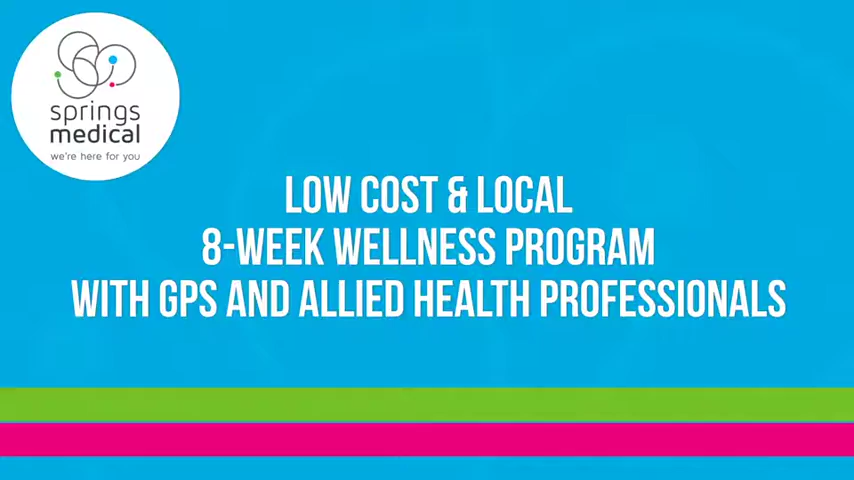 springs
medical
we're here for you
LOW COST & LOCAL
8-WEEK WELLNESS PROGRAM
WITH GPS AND ALLIED HEALTH PROFESSIONALS